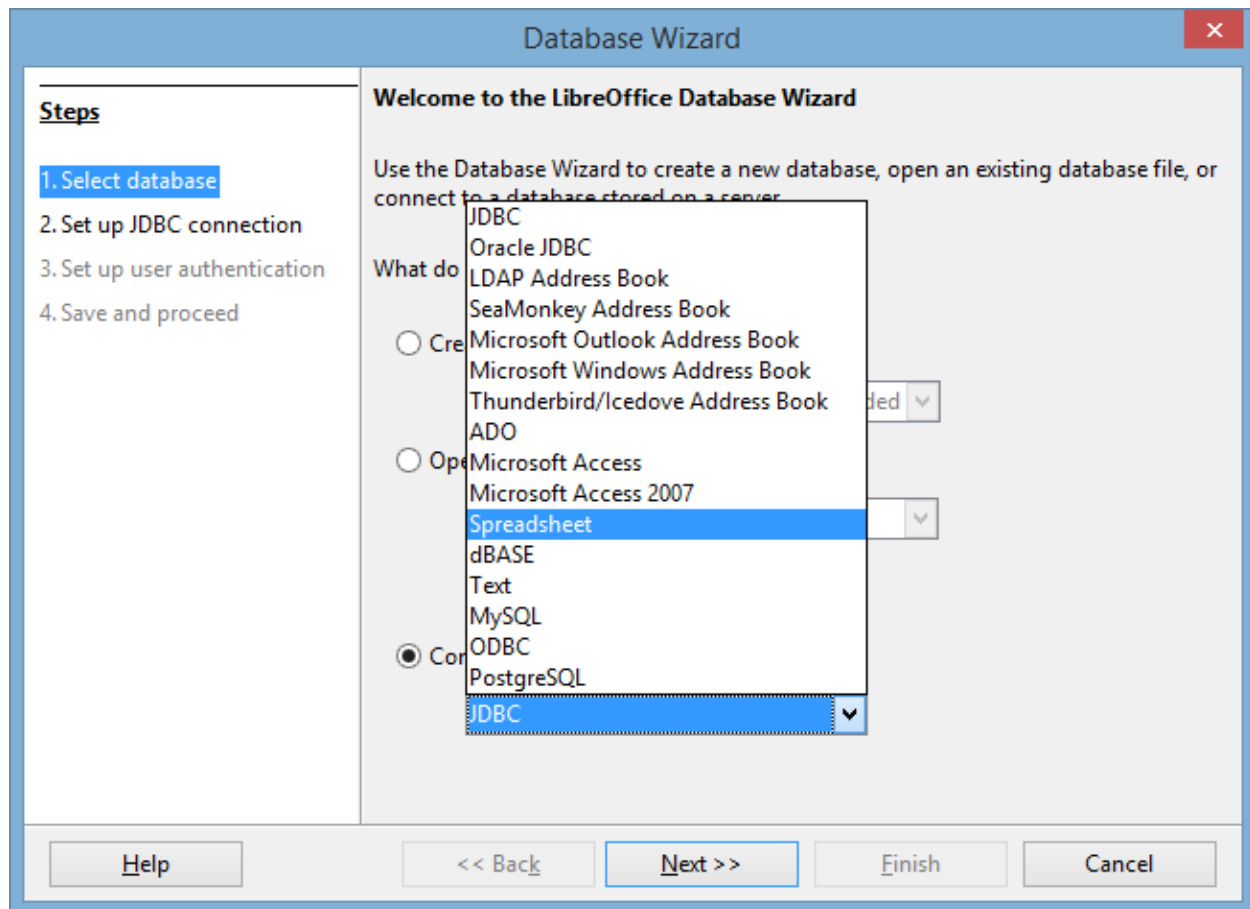 Database Wizard
Steps
1. Select database
2. Set up JDBC connection
3. Set up user authentication
4. Save and proceed
Welcome to the LibreOffice Database Wizard
Use the Database Wizard to create a new database, open an existing database file, or
connect to a database stored on a server
What do
Cre
ded
Ope
Con
JDBC
Oracle JDBC
LDAP Address Book
SeaMonkey Address Book
Microsoft Outlook Address Book
Microsoft Windows Address Book
Thunderbird/Icedove Address Book
ADO
Microsoft Access
Microsoft Access 2007
Spreadsheet
dBASE
Text
MySQL
ODBC
PostgreSQL
JDBC
Help
<< Back
Next >>
Finish
Cancel